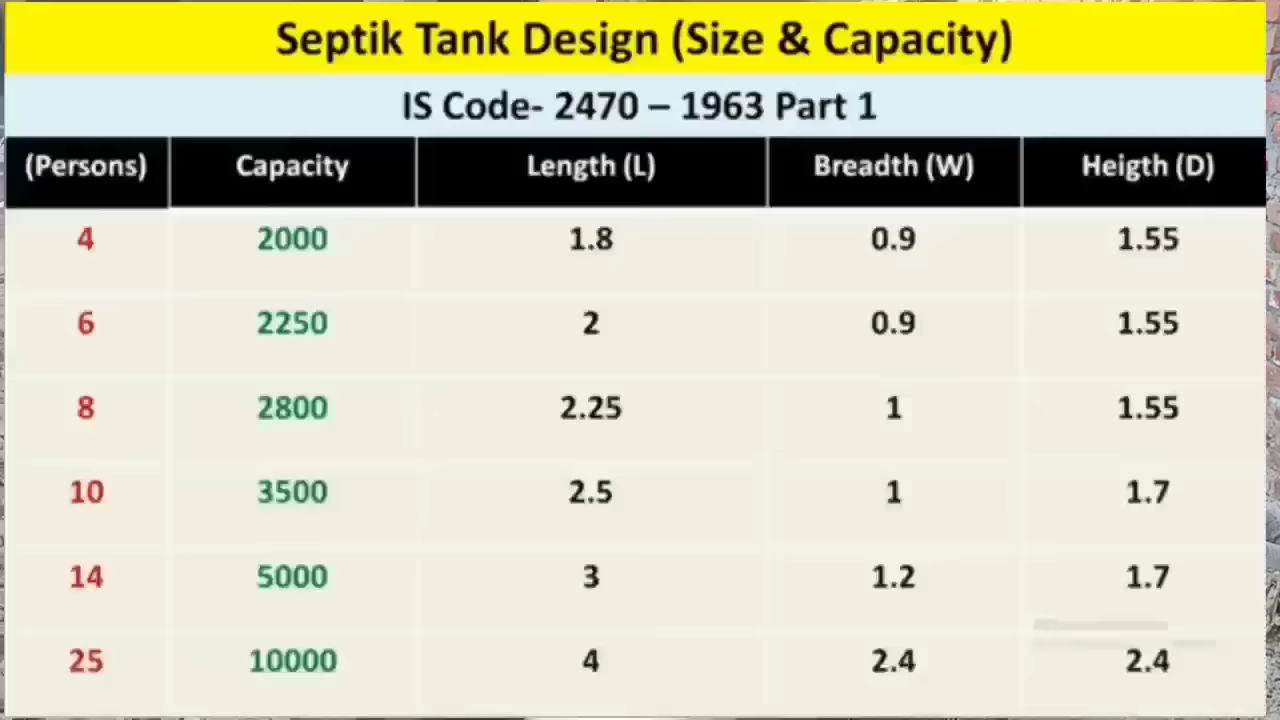 Septik Tank Design (Size & Capacity)
IS Code- 2470 – 1963 Part 1
(Persons) Capacity Length (L) Breadth (W) Heigth (D)
4 2000 1.8 0.9 1.55
6 2250 2 0.9 1.55
8 2800 2.25 1 1.55
10 3500 2.5 1 1.7
14 5000 3 1.2 1.7
25 10000 4 2.4 2.4